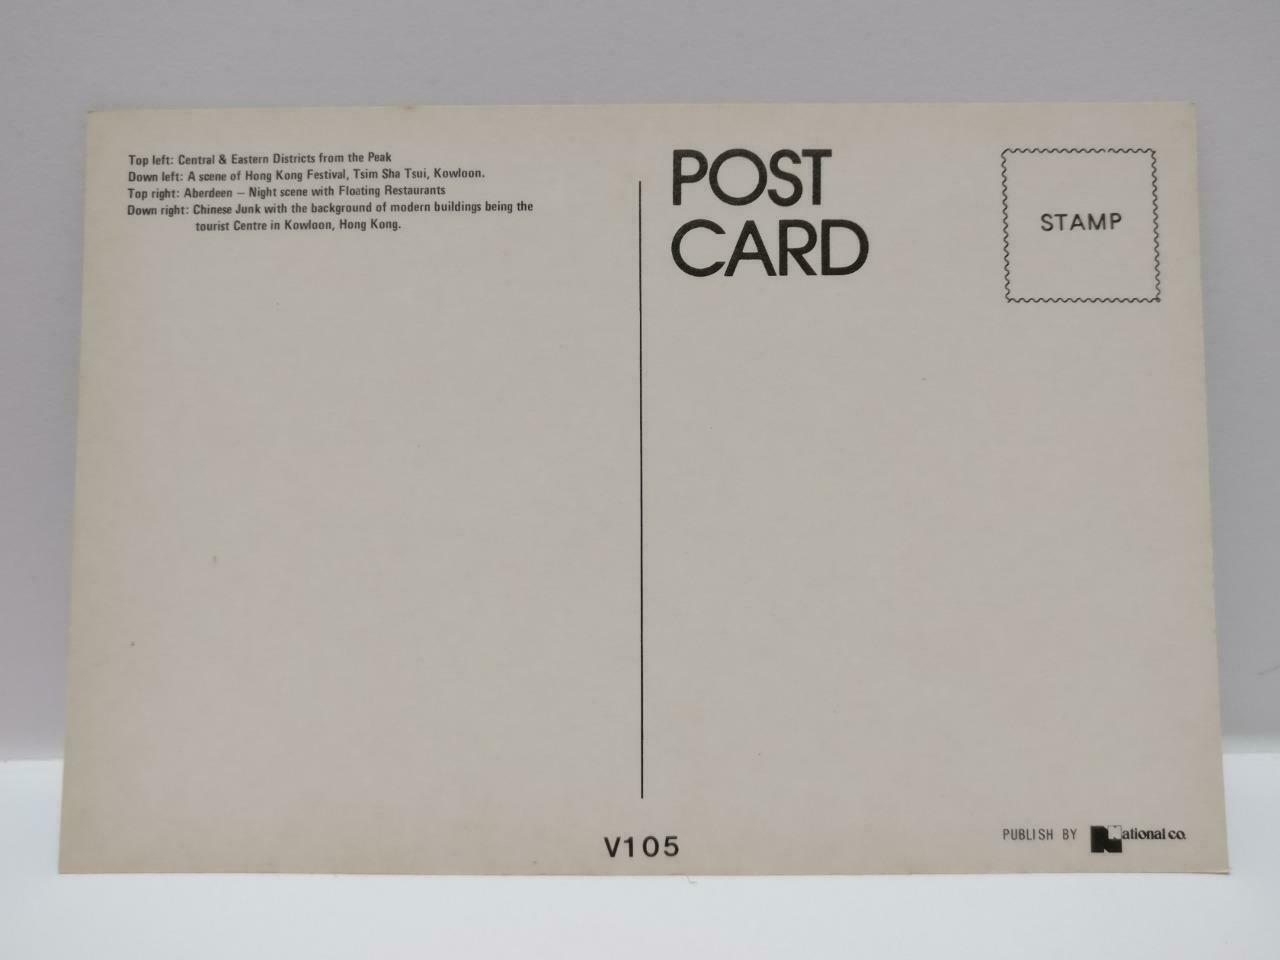 Top left: Central & Eastern Districts from the Peak
Down left: A scene of Hong Kong Festival, Tsim Sha Tsui, Kowloon.
Top right: Aberdeen – Night scene with Floating Restaurants
Down right: Chinese Junk with the background of modern buildings being the
tourist Centre in Kowloon, Hong Kong.
POST
CARD
STAMP
V105
PUBLISH BY National co.